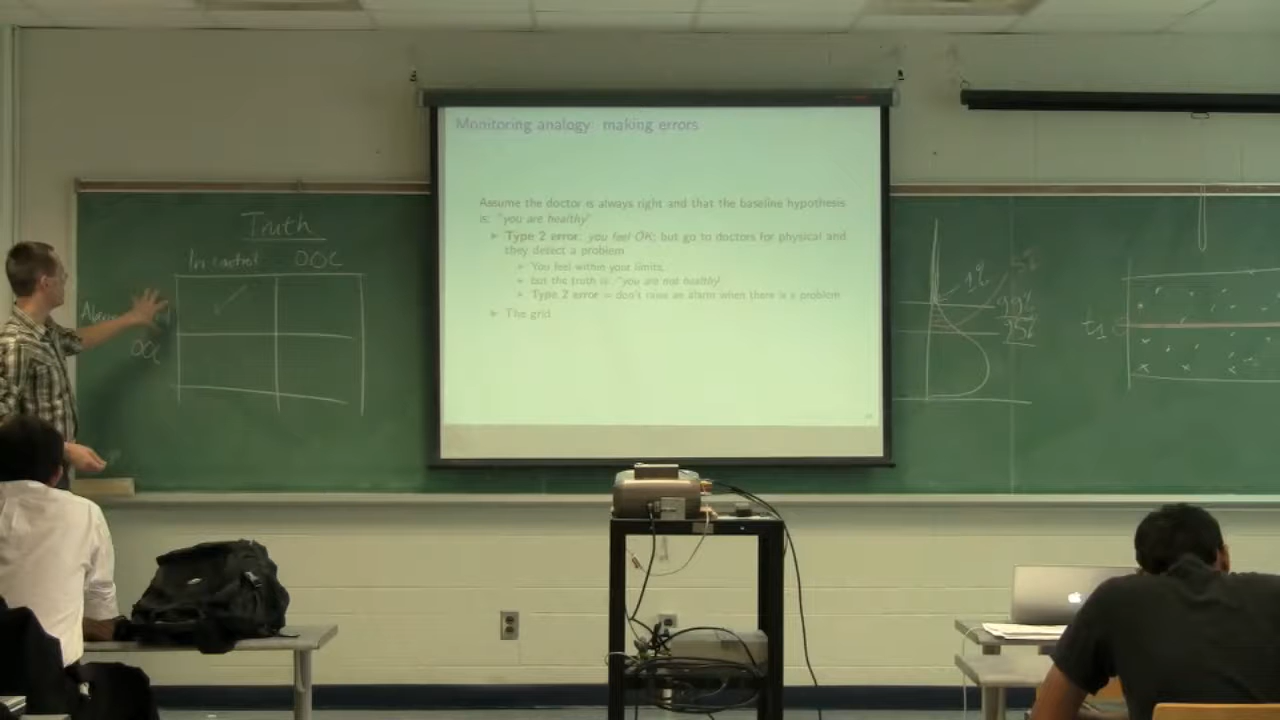 Monitoring analogy: making errors
Assume the doctor is always right and that the baseline hypothesis
is: "you are healthy"
Type 2 error: you feel OK; but go to doctors for physical and
they detect a problem
You feel within your limits,
but the truth is: "you are not healthy
Type 2 error = don't raise an alarm when there is a problem
The grid
Truth
In control OOC
OOC
99%